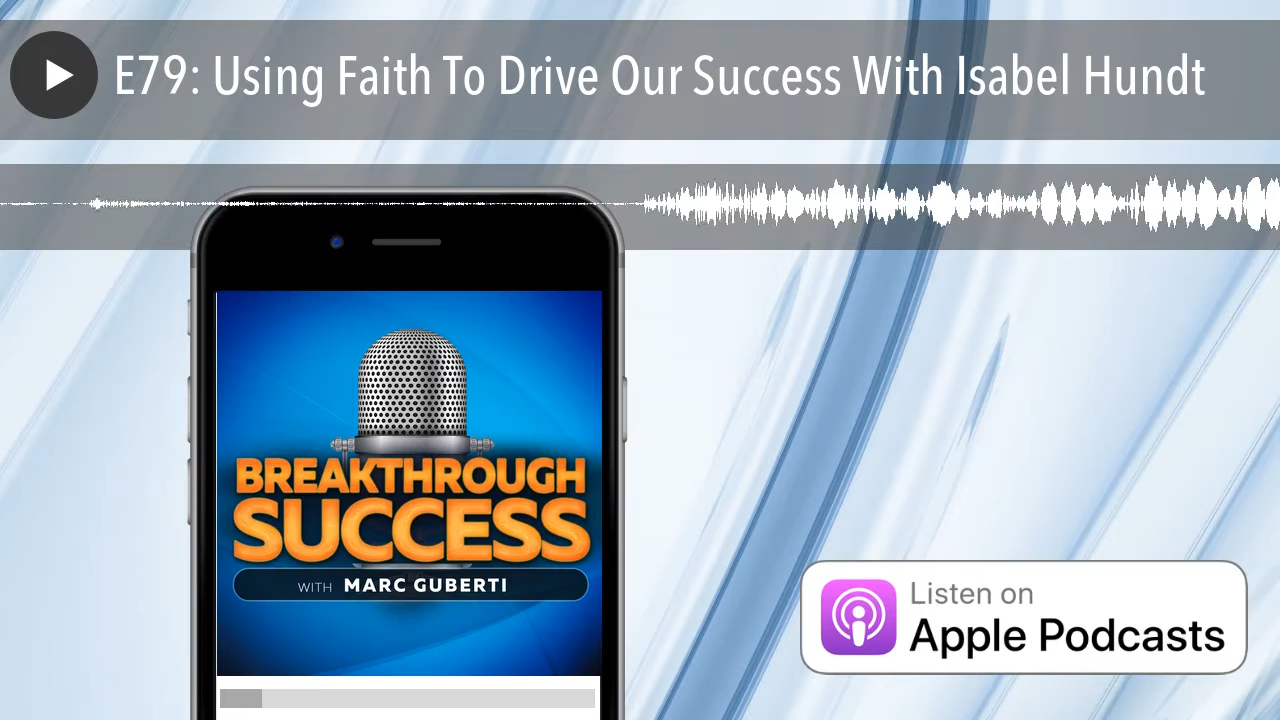 E79: Using Faith To Drive Our Success With Isabel Hundt
BREAKTHROUGH
SUCCESS
WITH MARC GUBERTI
Listen on
Apple Podcasts